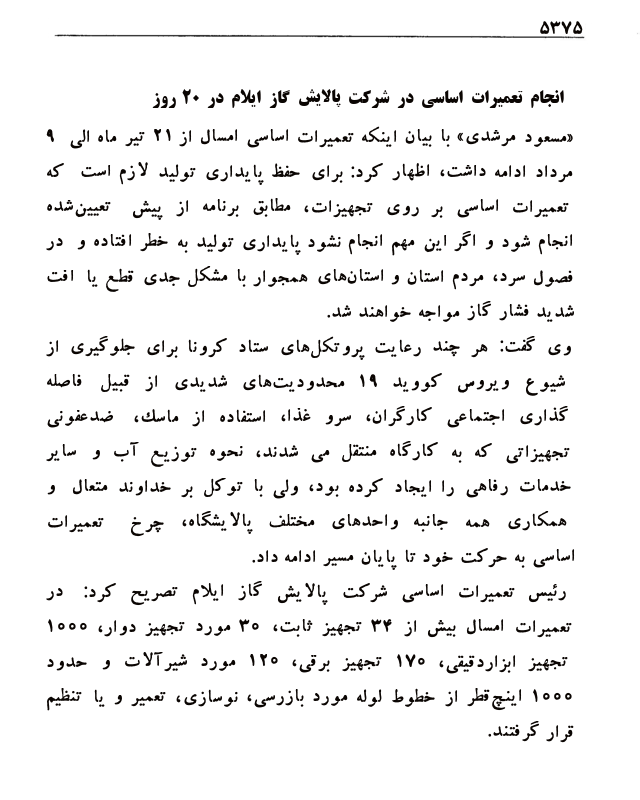 ۵۳۷۵
انجام تعمیرات اساسی در شرکت پالایش گاز ایلام در ۲۰ روز
«مسعود مرشدی» با بیان اینکه تعمیرات اساسی امسال از ۲۱ تیر ماه الی ۹
مرداد ادامه داشت، اظهار کرد: برای حفظ پایداری تولید لازم است که
تعمیرات اساسی بر روی تجهیزات، مطابق برنامه از پیش تعیین‌شده
انجام شود و اگر این مهم انجام نشود پایداری تولید به خطر افتاده و در
فصول سرد، مردم استان و استان‌های همجوار با مشکل جدی قطع یا افت
شدید فشار گاز مواجه خواهند شد.
وی گفت: هر چند رعایت پروتکل‌های ستاد کرونا برای جلوگیری از
شیوع ویروس کووید ۱۹ محدودیت‌های شدیدی از قبیل فاصله
گذاری اجتماعی کارگران، سرو غذا، استفاده از ماسك، ضدعفونی
تجهیزاتی که به کارگاه منتقل می شدند، نحوه توزیع آب و سایر
خدمات رفاهی را ایجاد کرده بود، ولی با توکل بر خداوند متعال و
همکاری همه جانبه واحدهای مختلف پالایشگاه، چرخ تعمیرات
اساسی به حرکت خود تا پایان مسیر ادامه داد.
رئیس تعمیرات اساسی شرکت پالایش گاز ایلام تصریح کرد: در
تعمیرات امسال بیش از ۳۴ تجهیز ثابت، ۳۰ مورد تجهیز دوار، ۱۰۰۰
تجهیز ابزاردقیقی، ۱۷۰ تجهیز برقی، ۱۲۰ مورد شیرآلات و حدود
۱۰۰۰ اینچ‌قطر از خطوط لوله مورد بازرسی، نوسازی، تعمیر و یا تنظیم
قرار گرفتند.